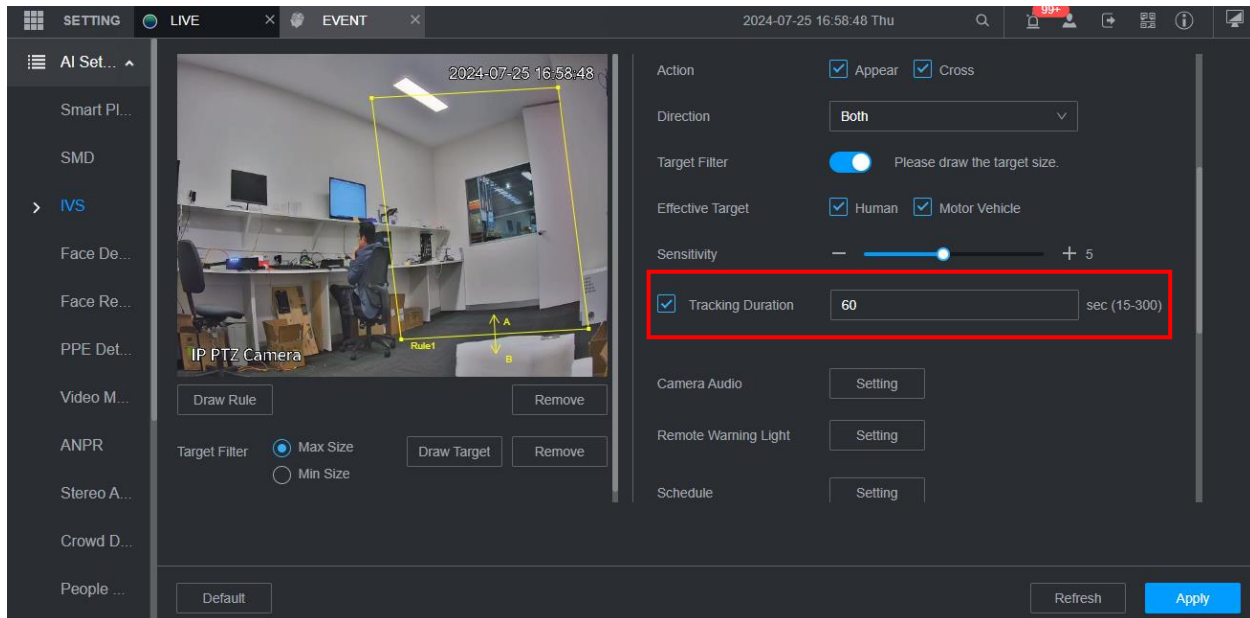 SETTING LIVE × EVENT × 2024-07-25 16:58:48 Thu 99+
AI Set...
Smart Pl...
SMD
IVS
Face De...
Face Re...
PPE Det...
Video M...
ANPR
Stereo A...
Crowd D...
People ...
2024-07-25 16:58:48
A
Rule1
B
IP PTZ Camera
Draw Rule Remove
Target Filter Max Size Draw Target Remove
Min Size
Action Appear Cross
Direction Both
Target Filter Please draw the target size.
Effective Target Human Motor Vehicle
Sensitivity − + 5
Tracking Duration 60 sec (15-300)
Camera Audio Setting
Remote Warning Light Setting
Schedule Setting
Default Refresh Apply